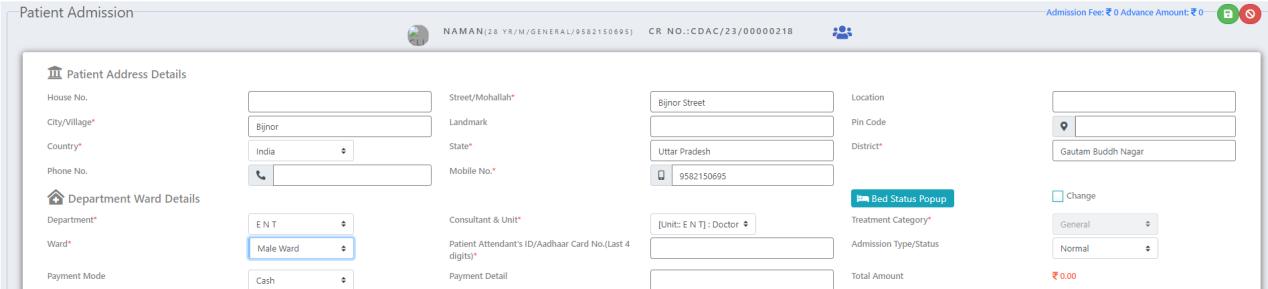 Patient Admission
Admission Fee: ₹ 0 Advance Amount: ₹ 0
NAMAN(28 YR/M/GENERAL/9582150695) CR NO.:CDAC/23/00000218
Patient Address Details
House No. Street/Mohallah* Bijnor Street Location
City/Village* Bijnor Landmark Pin Code
Country* India State* Uttar Pradesh District* Gautam Buddh Nagar
Phone No. Mobile No.* 9582150695
Department Ward Details Bed Status Popup Change
Department* E N T Consultant & Unit* [Unit:: E N T] : Doctor Treatment Category* General
Ward* Male Ward Patient Attendant's ID/Aadhaar Card No.(Last 4 digits)* Admission Type/Status Normal
Payment Mode Cash Payment Detail Total Amount ₹ 0.00